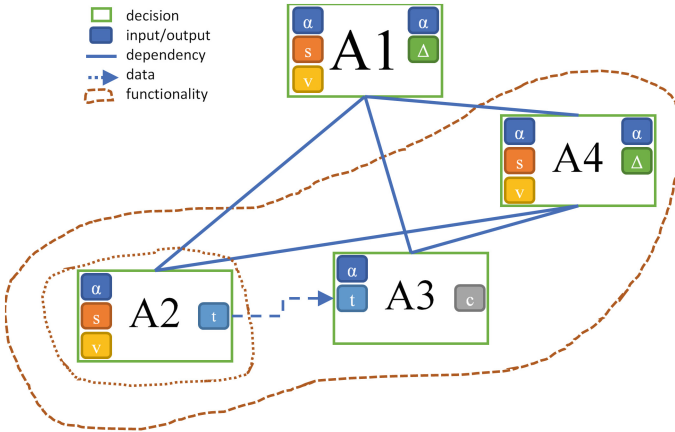 decision
input/output
dependency
data
functionality
α
s
v
A1
α
Δ
α
s
v
A4
α
Δ
α
s
v
A2
t
α
t
A3
c